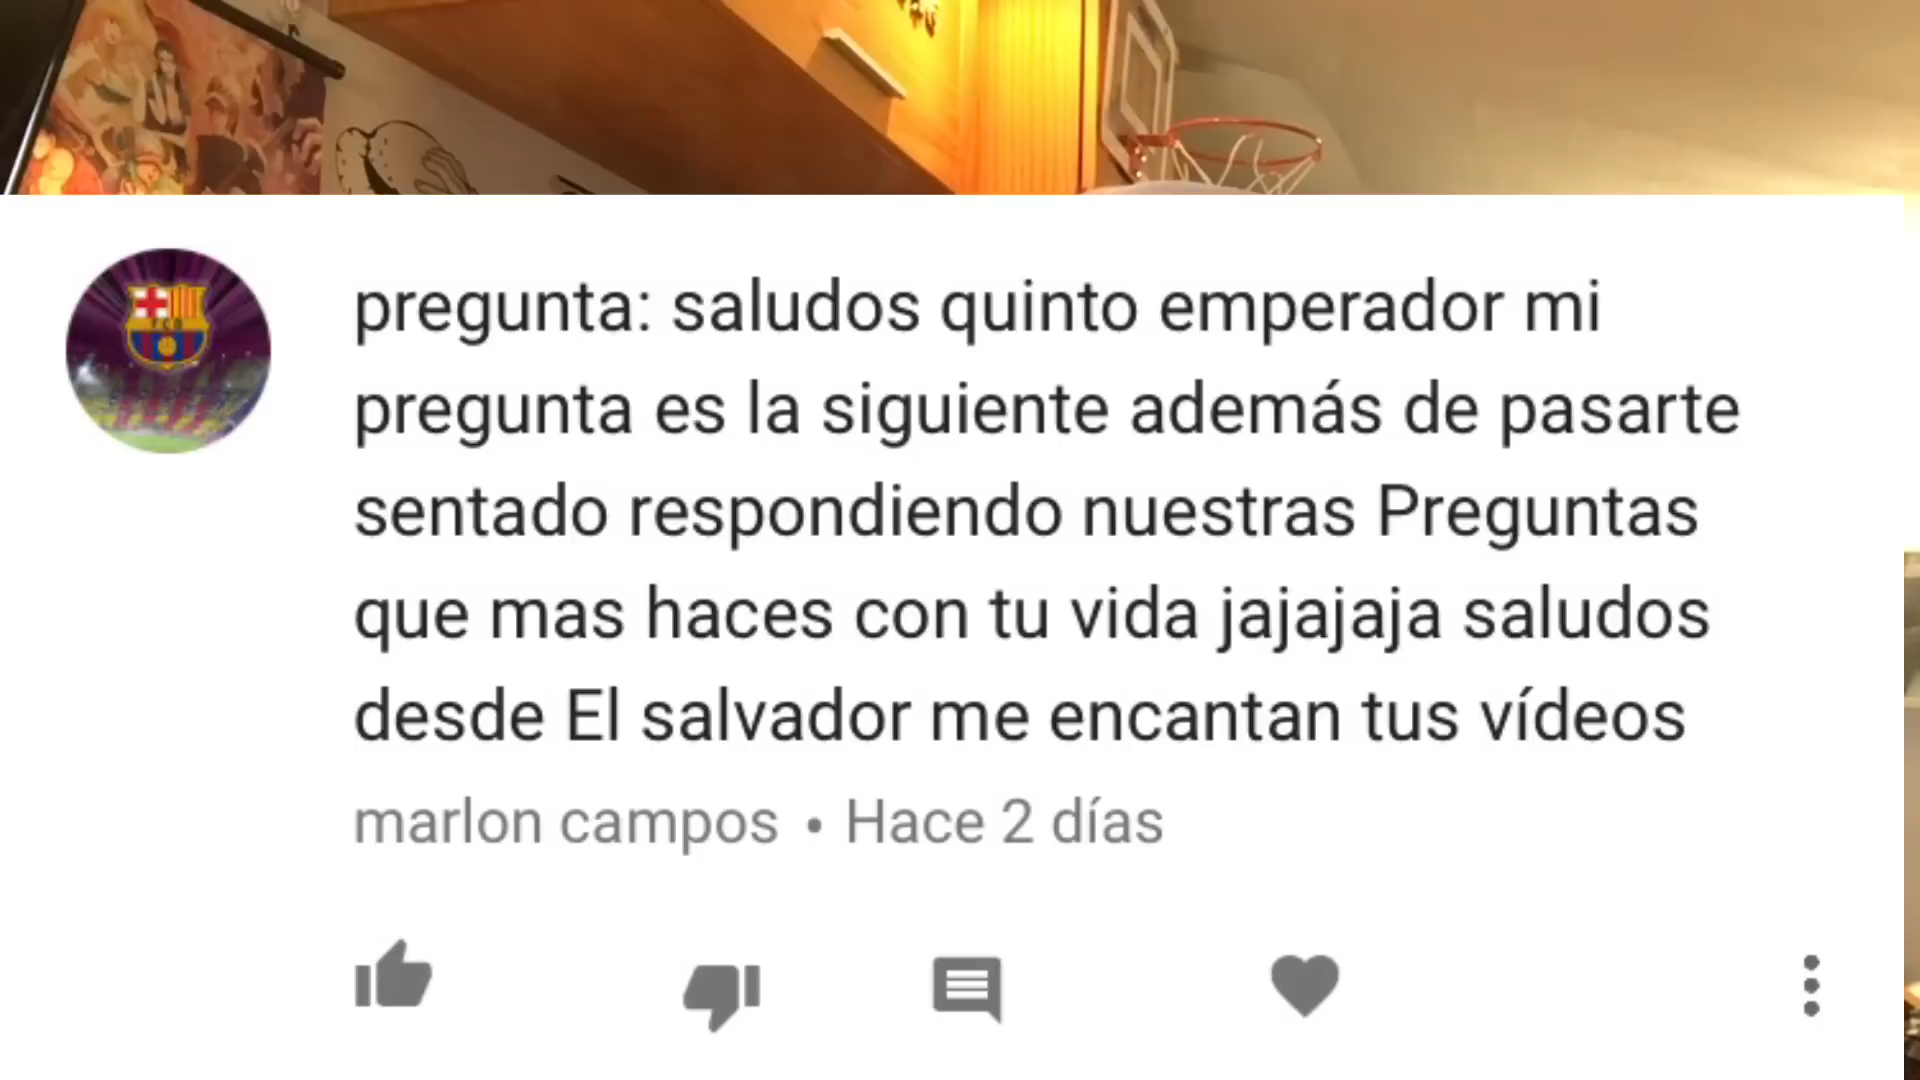 pregunta: saludos quinto emperador mi
pregunta es la siguiente además de pasarte
sentado respondiendo nuestras Preguntas
que mas haces con tu vida jajajaja saludos
desde El salvador me encantan tus vídeos
marlon campos • Hace 2 días